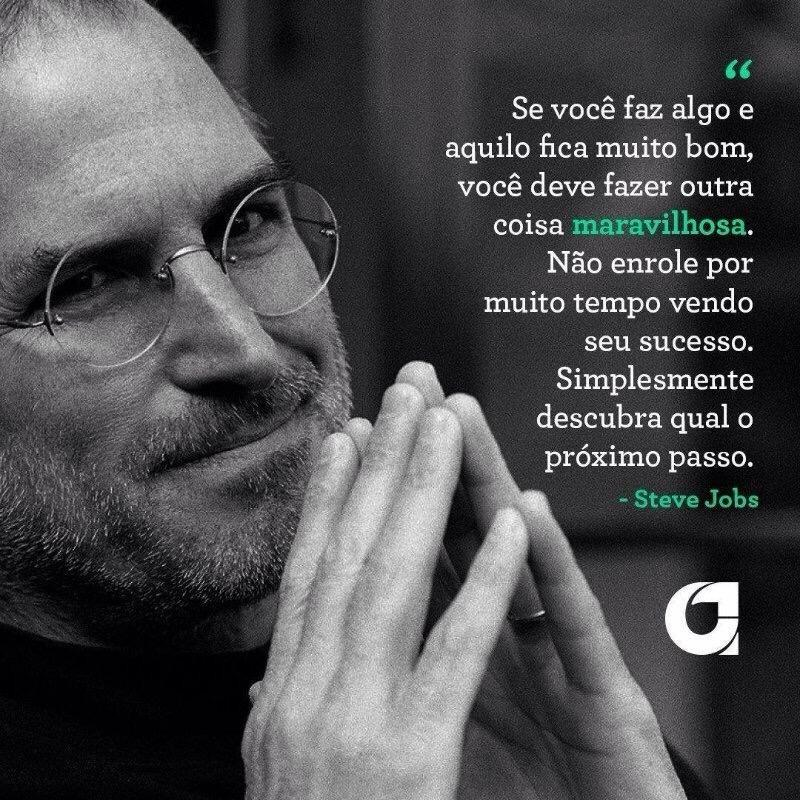 “
Se você faz algo e
aquilo fica muito bom,
você deve fazer outra
coisa maravilhosa.
Não enrole por
muito tempo vendo
seu sucesso.
Simplesmente
descubra qual o
próximo passo.
- Steve Jobs